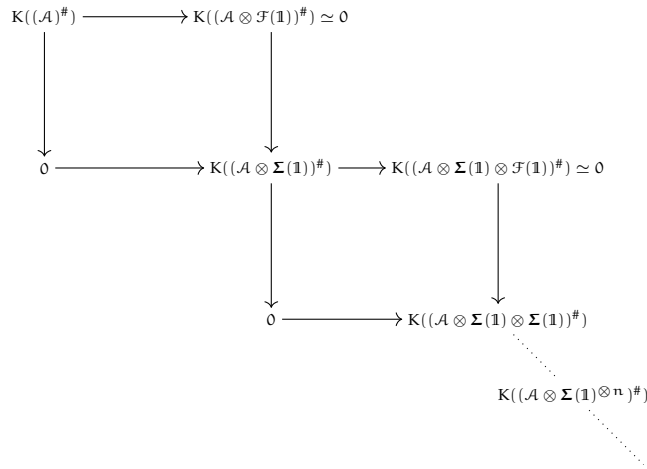 K((𝒜)^#) K((𝒜 ⊗ ℱ(𝟙))^#) ≃ 0
0 K((𝒜 ⊗ 𝚺(𝟙))^#) K((𝒜 ⊗ 𝚺(𝟙) ⊗ ℱ(𝟙))^#) ≃ 0
0 K((𝒜 ⊗ 𝚺(𝟙) ⊗ 𝚺(𝟙))^#)
K((𝒜 ⊗ 𝚺(𝟙)^{⊗n})^#)